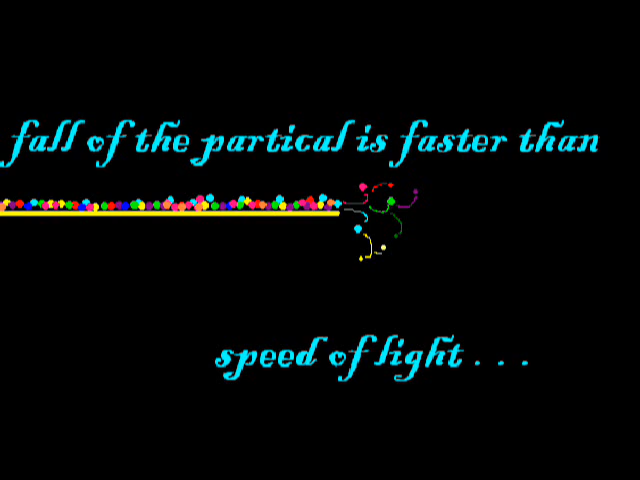 fall of the partical is faster than
speed of light . . .